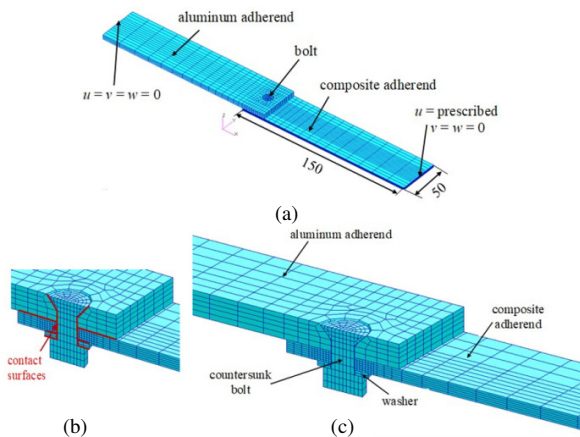 aluminum adherend
bolt
composite adherend
u = v = w = 0
u = prescribed
v = w = 0
150
50
(a)
aluminum adherend
composite
adherend
contact
surfaces
countersunk
bolt
washer
(b)
(c)